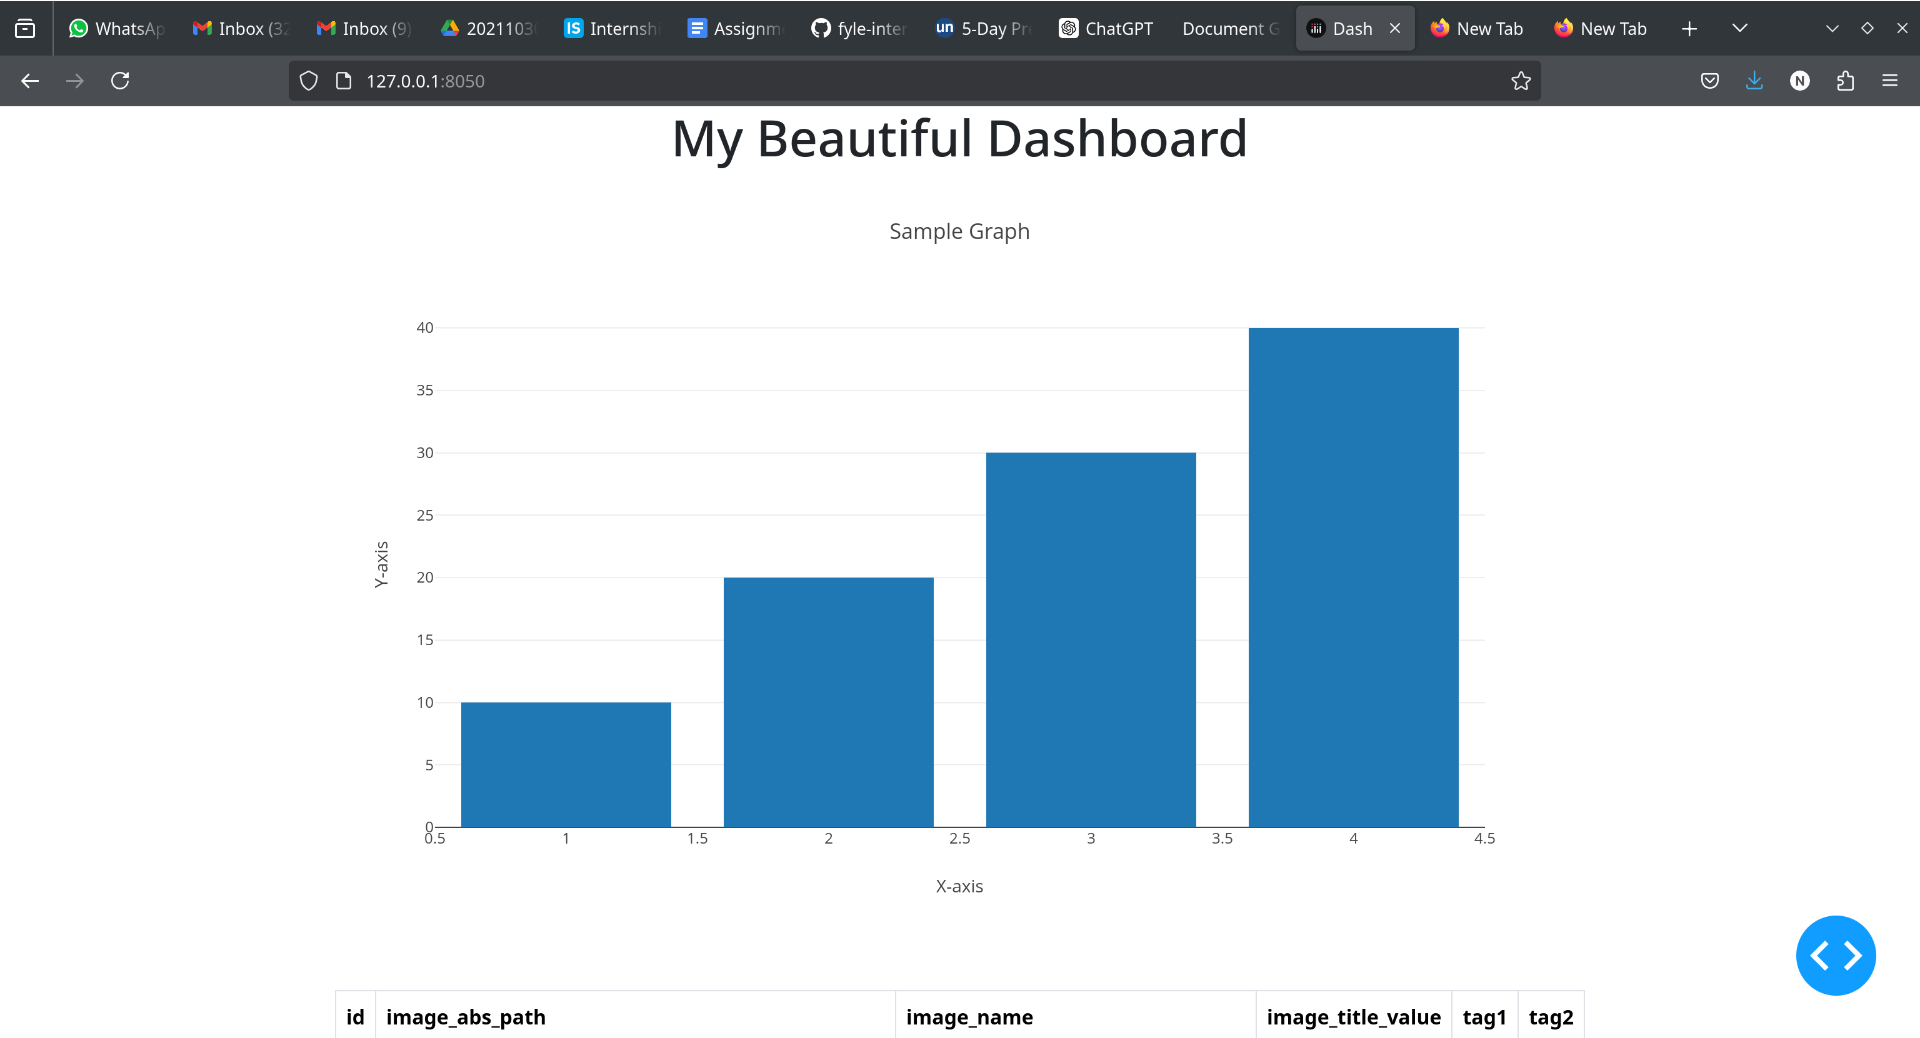 WhatsAp
Inbox (32
Inbox (9)
2021103
Internsh
Assignm
fyle-inter
5-Day Pr
ChatGPT
Document G
Dash
New Tab
New Tab
127.0.0.1:8050
N
My Beautiful Dashboard
Sample Graph
40
35
30
25
20
15
10
5
0
Y-axis
0.5 1 1.5 2 2.5 3 3.5 4 4.5
X-axis
id image_abs_path image_name image_title_value tag1 tag2